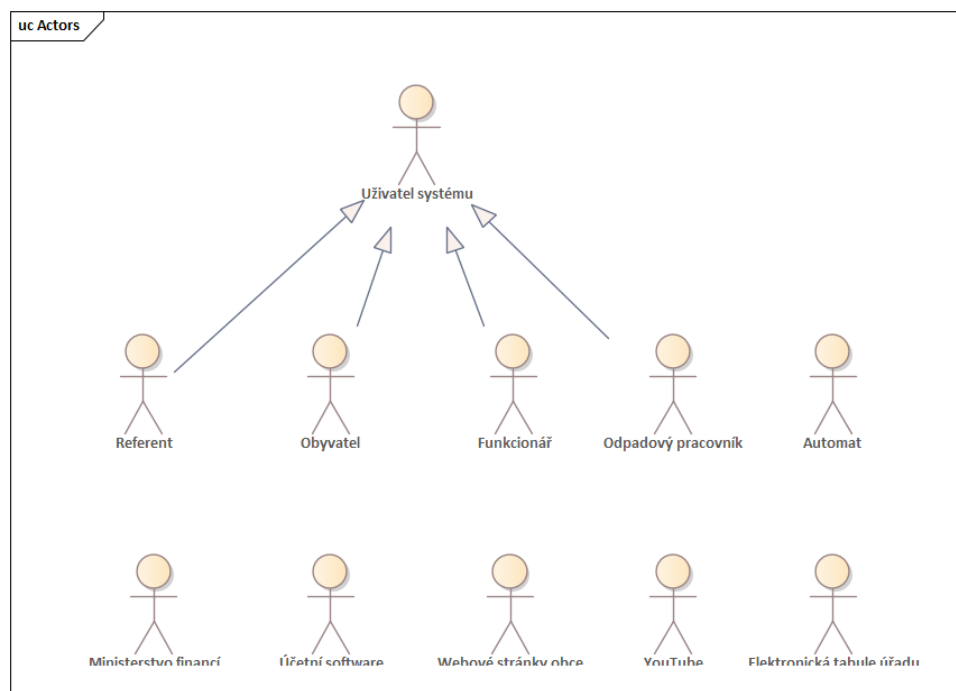 uc Actors
Uživatel systému
Referent
Obyvatel
Funkcionář
Odpadový pracovník
Automat
Ministerstvo financí
Účetní software
Webové stránky obce
YouTube
Elektronická tabule úřadu